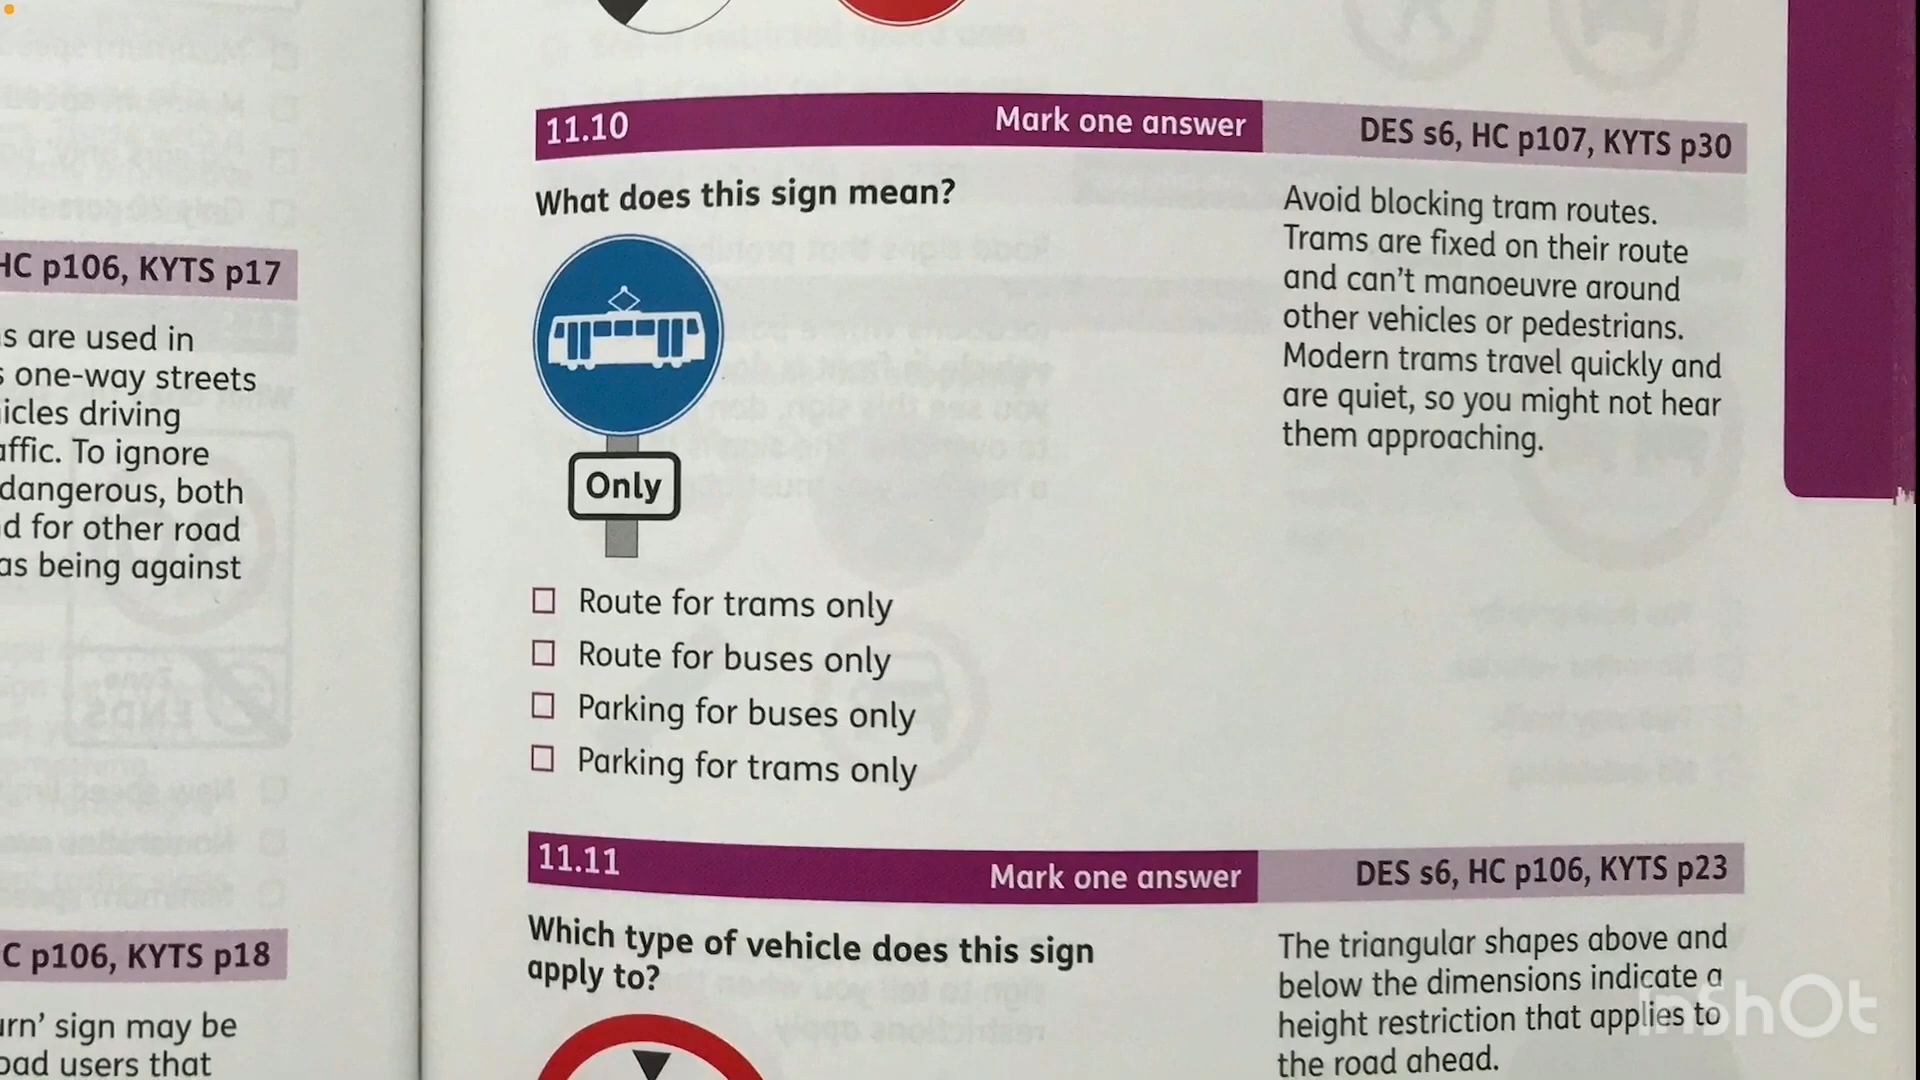 HC p106, KYTS p17
s are used in
s one-way streets
icles driving
affic. To ignore
dangerous, both
d for other road
as being against
C p106, KYTS p18
urn’ sign may be
oad users that
11.10
Mark one answer
DES s6, HC p107, KYTS p30
What does this sign mean?
Only
Route for trams only
Route for buses only
Parking for buses only
Parking for trams only
Avoid blocking tram routes.
Trams are fixed on their route
and can’t manoeuvre around
other vehicles or pedestrians.
Modern trams travel quickly and
are quiet, so you might not hear
them approaching.
11.11
Mark one answer
DES s6, HC p106, KYTS p23
Which type of vehicle does this sign
apply to?
The triangular shapes above and
below the dimensions indicate a
height restriction that applies to
the road ahead.
InShOt